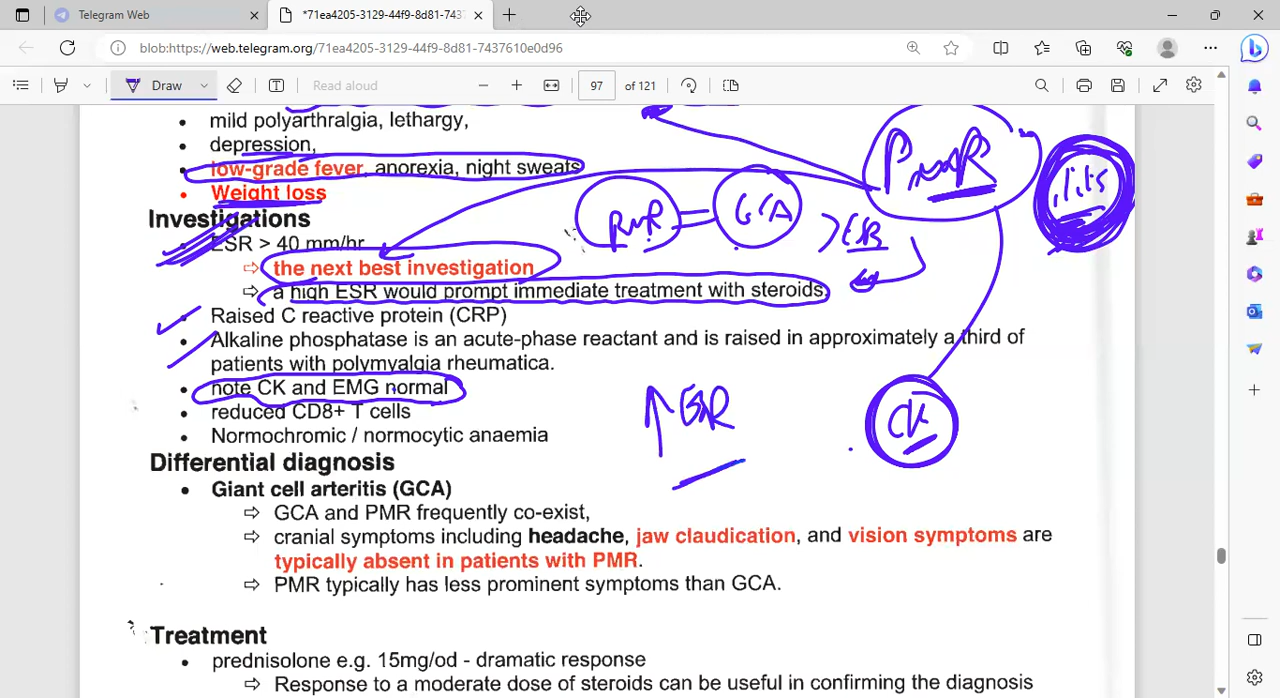 Telegram Web
*71ea4205-3129-44f9-8d81-7437
blob:https://web.telegram.org/71ea4205-3129-44f9-8d81-7437610e0d96
Draw
Read aloud
97 of 121
mild polyarthralgia, lethargy,
depression,
low-grade fever, anorexia, night sweats
Weight loss
Investigations
ESR > 40 mm/hr
the next best investigation
a high ESR would prompt immediate treatment with steroids.
Raised C reactive protein (CRP)
Alkaline phosphatase is an acute-phase reactant and is raised in approximately a third of
patients with polymyalgia rheumatica.
note CK and EMG normal
reduced CD8+ T cells
Normochromic / normocytic anaemia
PMR
PMR = GCA
ESR
↑ ESR
CK
Differential diagnosis
Giant cell arteritis (GCA)
GCA and PMR frequently co-exist,
cranial symptoms including headache, jaw claudication, and vision symptoms are
typically absent in patients with PMR.
PMR typically has less prominent symptoms than GCA.
Treatment
prednisolone e.g. 15mg/od - dramatic response
Response to a moderate dose of steroids can be useful in confirming the diagnosis